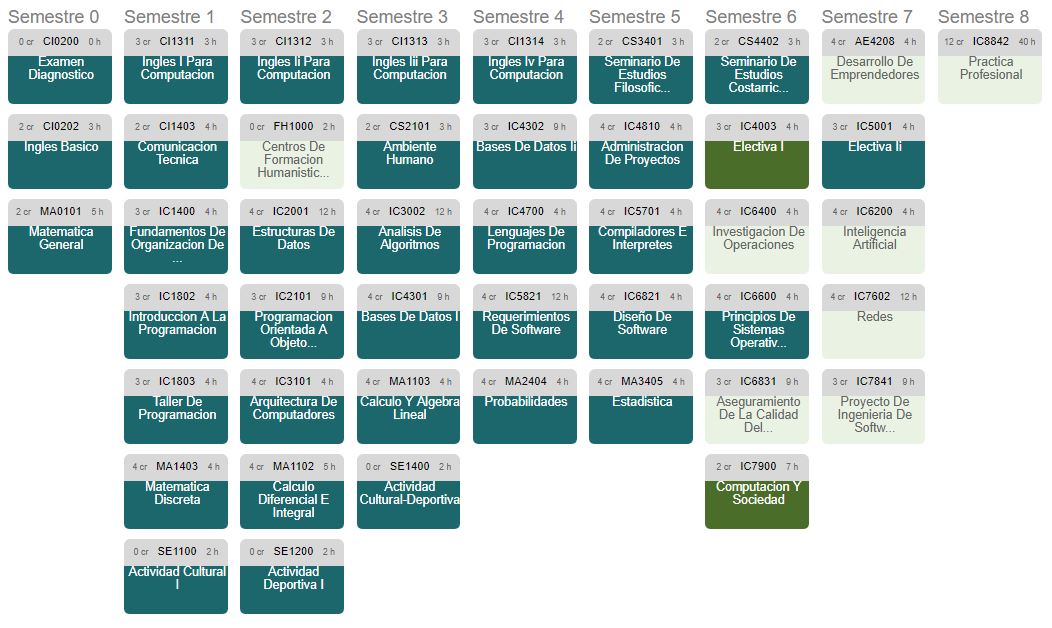 Semestre 0 Semestre 1 Semestre 2 Semestre 3 Semestre 4 Semestre 5 Semestre 6 Semestre 7 Semestre 8
0 cr CI0200 0 h
Examen
Diagnostico
2 cr CI0202 3 h
Ingles Basico
2 cr MA0101 5 h
Matematica
General
3 cr CI1311 3 h
Ingles I Para
Computacion
2 cr CI1403 4 h
Comunicacion
Tecnica
3 cr IC1400 4 h
Fundamentos De
Organizacion De
...
3 cr IC1802 4 h
Introduccion A La
Programacion
3 cr IC1803 4 h
Taller De
Programacion
4 cr MA1403 4 h
Matematica
Discreta
0 cr SE1100 2 h
Actividad Cultural
I
3 cr CI1312 3 h
Ingles Ii Para
Computacion
0 cr FH1000 2 h
Centros De
Formacion
Humanistic...
4 cr IC2001 12 h
Estructuras De
Datos
3 cr IC2101 9 h
Programacion
Orientada A
Objeto...
4 cr IC3101 4 h
Arquitectura De
Computadores
4 cr MA1102 5 h
Calculo
Diferencial E
Integral
0 cr SE1200 2 h
Actividad
Deportiva I
3 cr CI1313 3 h
Ingles Iii Para
Computacion
2 cr CS2101 3 h
Ambiente
Humano
4 cr IC3002 12 h
Analisis De
Algoritmos
4 cr IC4301 9 h
Bases De Datos I
4 cr MA1103 4 h
Calculo Y Algebra
Lineal
0 cr SE1400 2 h
Actividad
Cultural-Deportiva
3 cr CI1314 3 h
Ingles Iv Para
Computacion
3 cr IC4302 9 h
Bases De Datos Ii
4 cr IC4700 4 h
Lenguajes De
Programacion
4 cr IC5821 12 h
Requerimientos
De Software
4 cr MA2404 4 h
Probabilidades
2 cr CS3401 3 h
Seminario De
Estudios
Filosofic...
4 cr IC4810 4 h
Administracion
De Proyectos
4 cr IC5701 4 h
Compiladores E
Interpretes
4 cr IC6821 4 h
Diseño De
Software
4 cr MA3405 4 h
Estadistica
2 cr CS4402 3 h
Seminario De
Estudios
Costarric...
3 cr IC4003 4 h
Electiva I
4 cr IC6400 4 h
Investigacion De
Operaciones
4 cr IC6600 4 h
Principios De
Sistemas
Operativ...
3 cr IC6831 9 h
Aseguramiento
De La Calidad
Del...
2 cr IC7900 7 h
Computacion Y
Sociedad
4 cr AE4208 4 h
Desarrollo De
Emprendedores
3 cr IC5001 4 h
Electiva Ii
4 cr IC6200 4 h
Inteligencia
Artificial
4 cr IC7602 12 h
Redes
3 cr IC7841 9 h
Proyecto De
Ingenieria De
Softw...
12 cr IC8842 40 h
Practica
Profesional